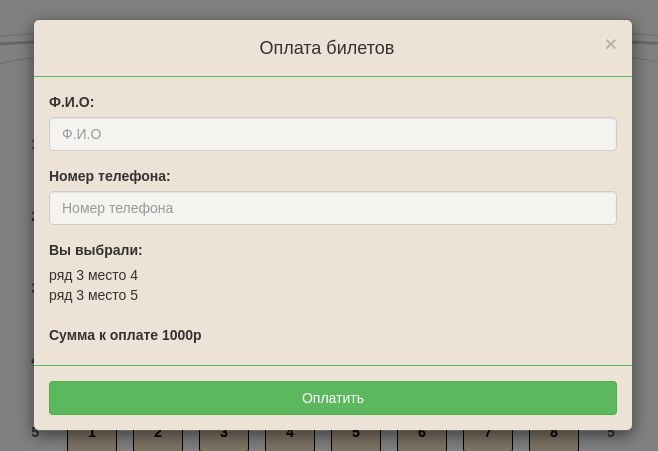 Оплата билетов ×
Ф.И.О:
Ф.И.О
Номер телефона:
Номер телефона
Вы выбрали:
ряд 3 место 4
ряд 3 место 5
Сумма к оплате 1000р
Оплатить
5 1 2 3 4 5 6 7 8 5